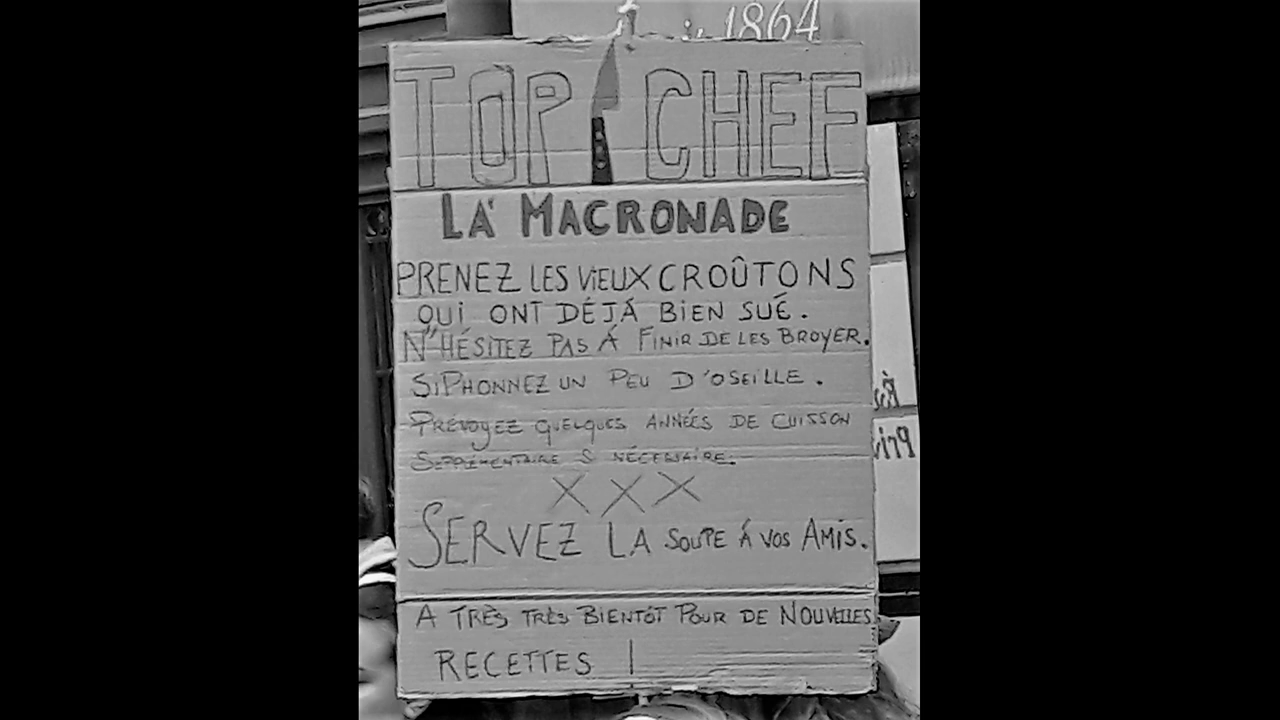 1864
TOP CHEF
LA MACRONADE
PRENEZ LES VIEUX CROÛTONS
QUI ONT DÉJÀ BIEN SUÉ.
N'HÉSITEZ PAS À FINIR DE LES BROYER.
SIPHONNEZ UN PEU D'OSEILLE.
PRÉVOYEZ QUELQUES ANNÉES DE CUISSON
SUPPLÉMENTAIRE SI NÉCESSAIRE.
XXX
SERVEZ LA SOUPE À VOS AMIS.
A TRÈS TRÈS BIENTÔT POUR DE NOUVELLES
RECETTES !